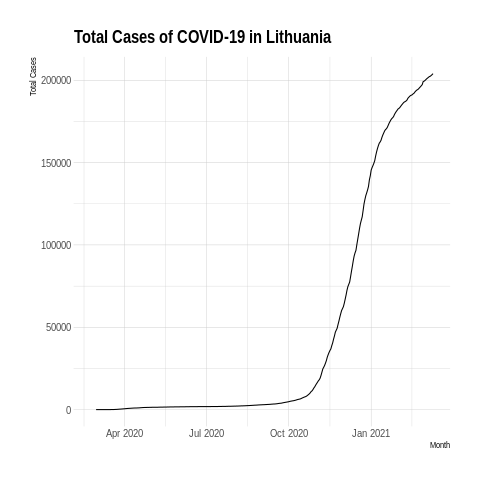 Total Cases of COVID-19 in Lithuania
Total Cases
200000
150000
100000
50000
0
Apr 2020 Jul 2020 Oct 2020 Jan 2021
Month